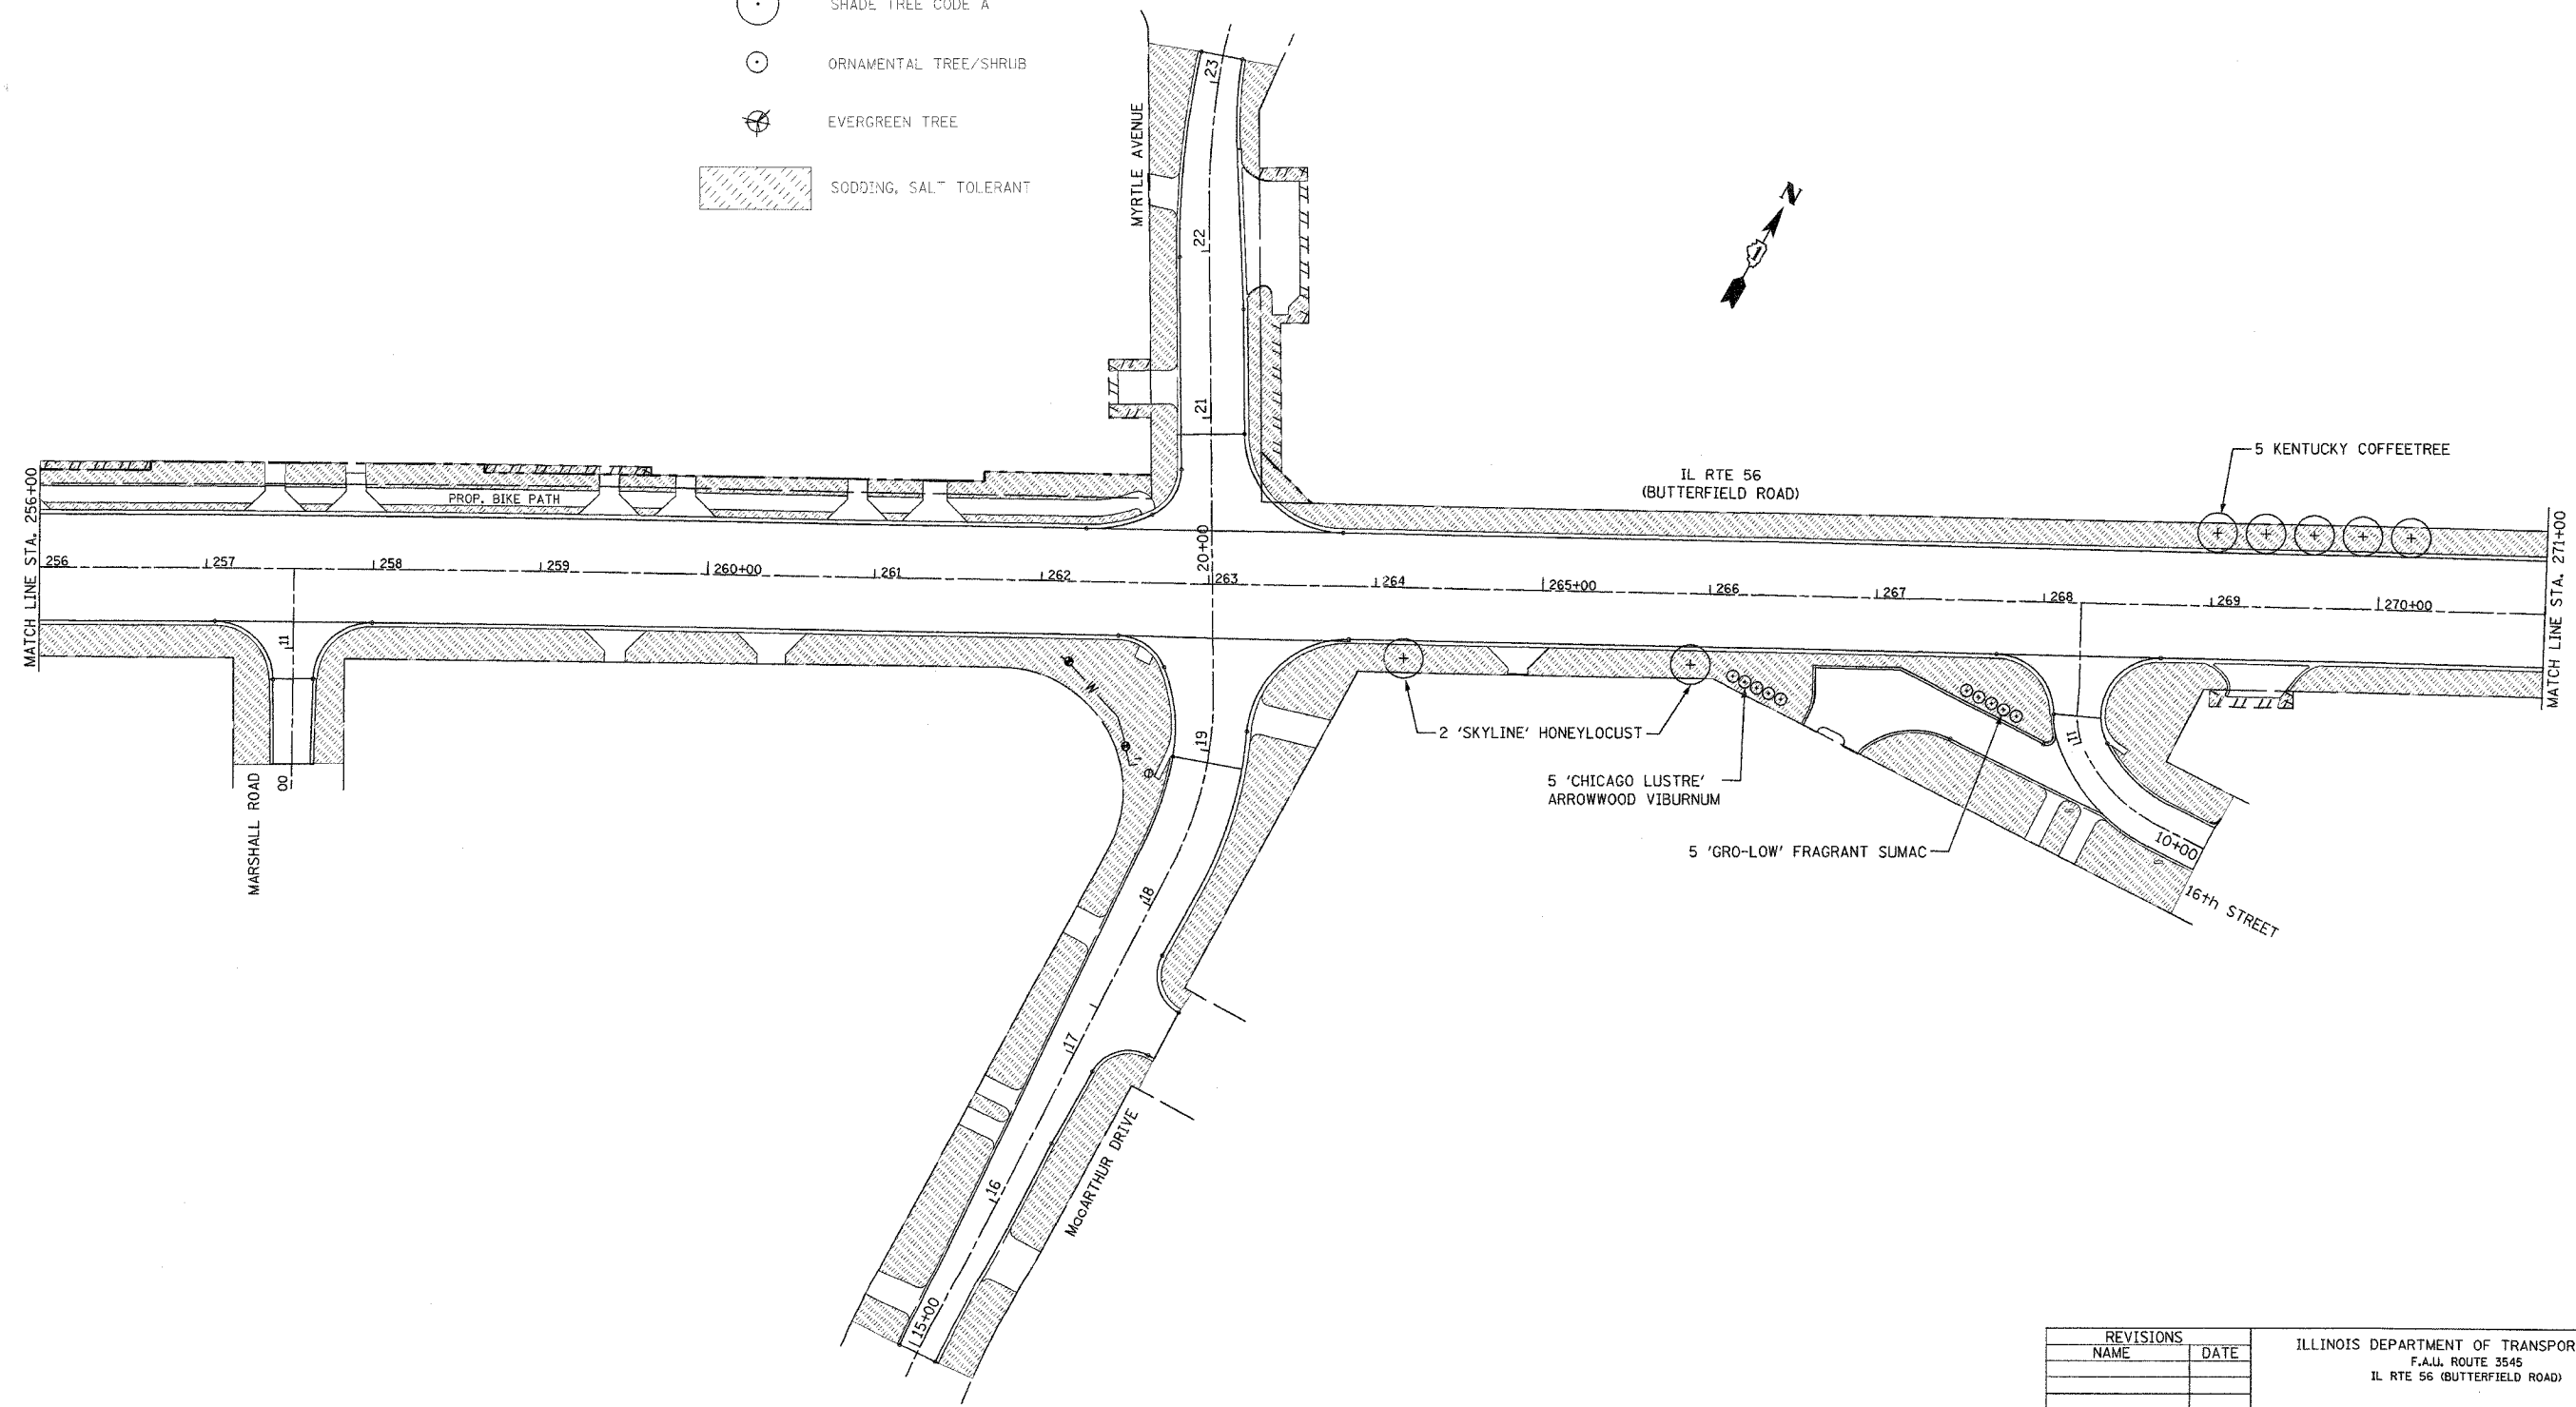 SHADE TREE CODE A
ORNAMENTAL TREE/SHRUB
EVERGREEN TREE
SODDING, SALT TOLERANT
MYRTLE AVENUE
23
22
21
20+00
19
18
17
16
15+00
N
1
5 KENTUCKY COFFEETREE
IL RTE 56
(BUTTERFIELD ROAD)
PROP. BIKE PATH
MATCH LINE STA. 256+00
256
257
258
259
260+00
261
262
263
264
265+00
266
267
268
269
270+00
MATCH LINE STA. 271+00
11
00
MARSHALL ROAD
W
2 'SKYLINE' HONEYLOCUST
5 'CHICAGO LUSTRE'
ARROWWOOD VIBURNUM
5 'GRO-LOW' FRAGRANT SUMAC
11
10+00
16th STREET
MacARTHUR DRIVE
REVISIONS
NAME DATE
ILLINOIS DEPARTMENT OF TRANSPOR
F.A.U. ROUTE 3545
IL RTE 56 (BUTTERFIELD ROAD)